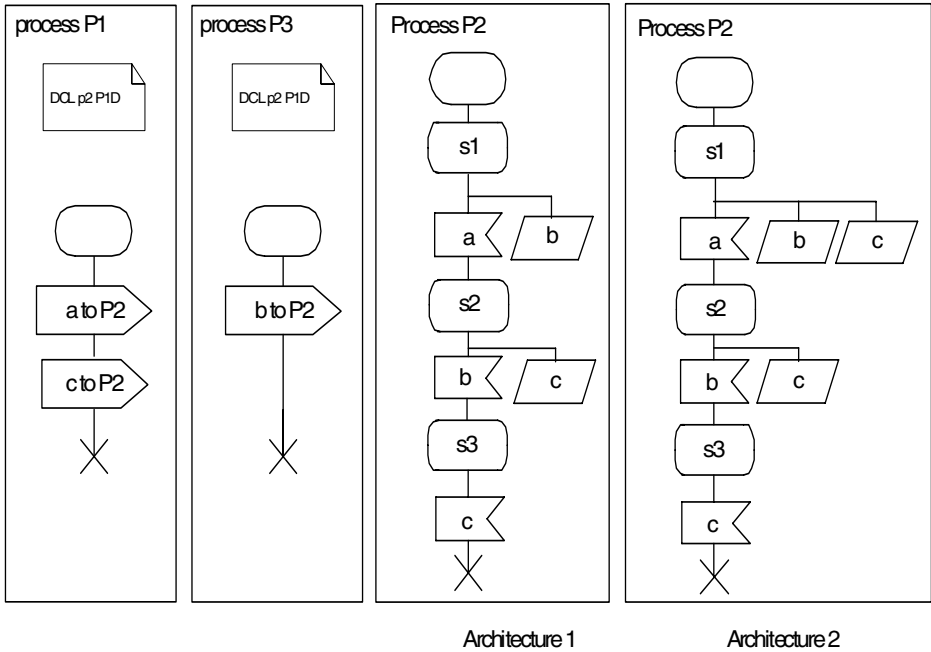 process P1
DCL p2 P1D
a to P2
c to P2
process P3
DCL p2 P1D
b to P2
Process P2
s1
a
b
s2
b
c
s3
c
Architecture 1
Process P2
s1
a
b
c
s2
b
c
s3
c
Architecture 2